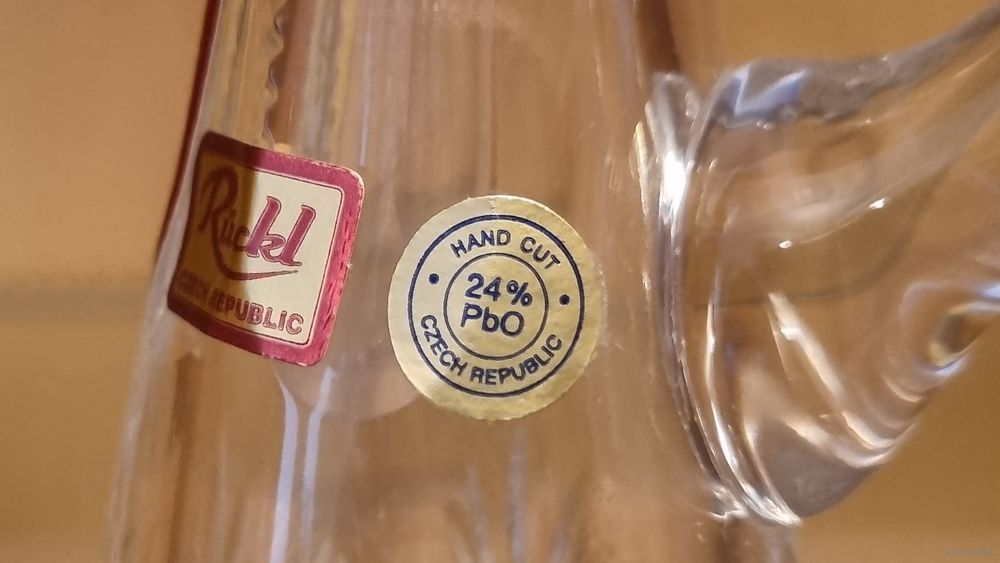 Rückl
CZECH REPUBLIC
HAND CUT
24%
PbO
CZECH REPUBLIC